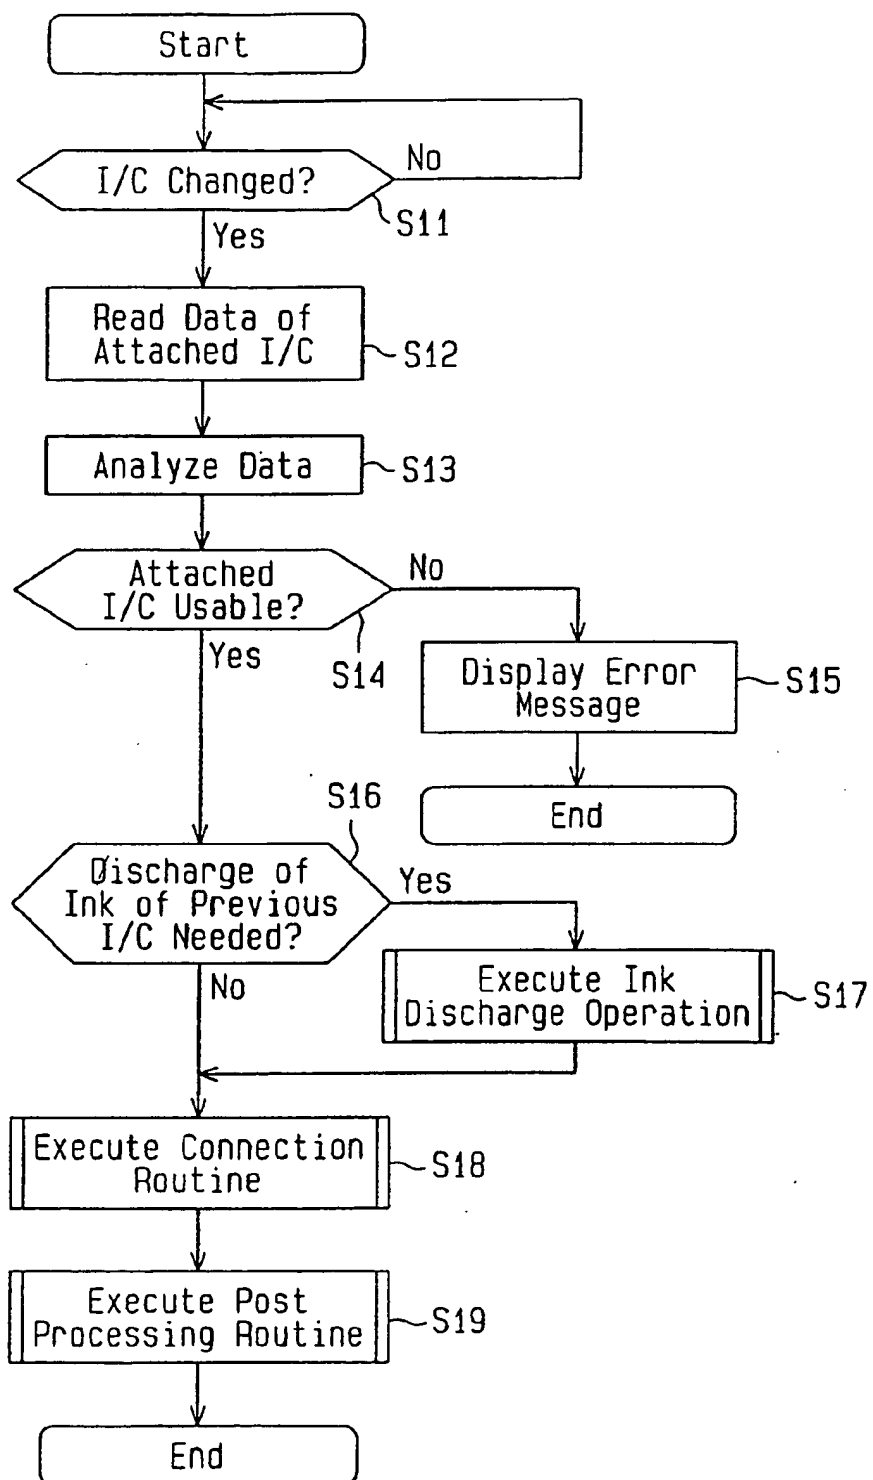 Start
I/C Changed?
No
S11
Yes
Read Data of
Attached I/C
S12
Analyze Data
S13
Attached
I/C Usable?
No
S14
Yes
Display Error
Message
S15
End
S16
Discharge of
Ink of Previous
I/C Needed?
Yes
No
Execute Ink
Discharge Operation
S17
Execute Connection
Routine
S18
Execute Post
Processing Routine
S19
End